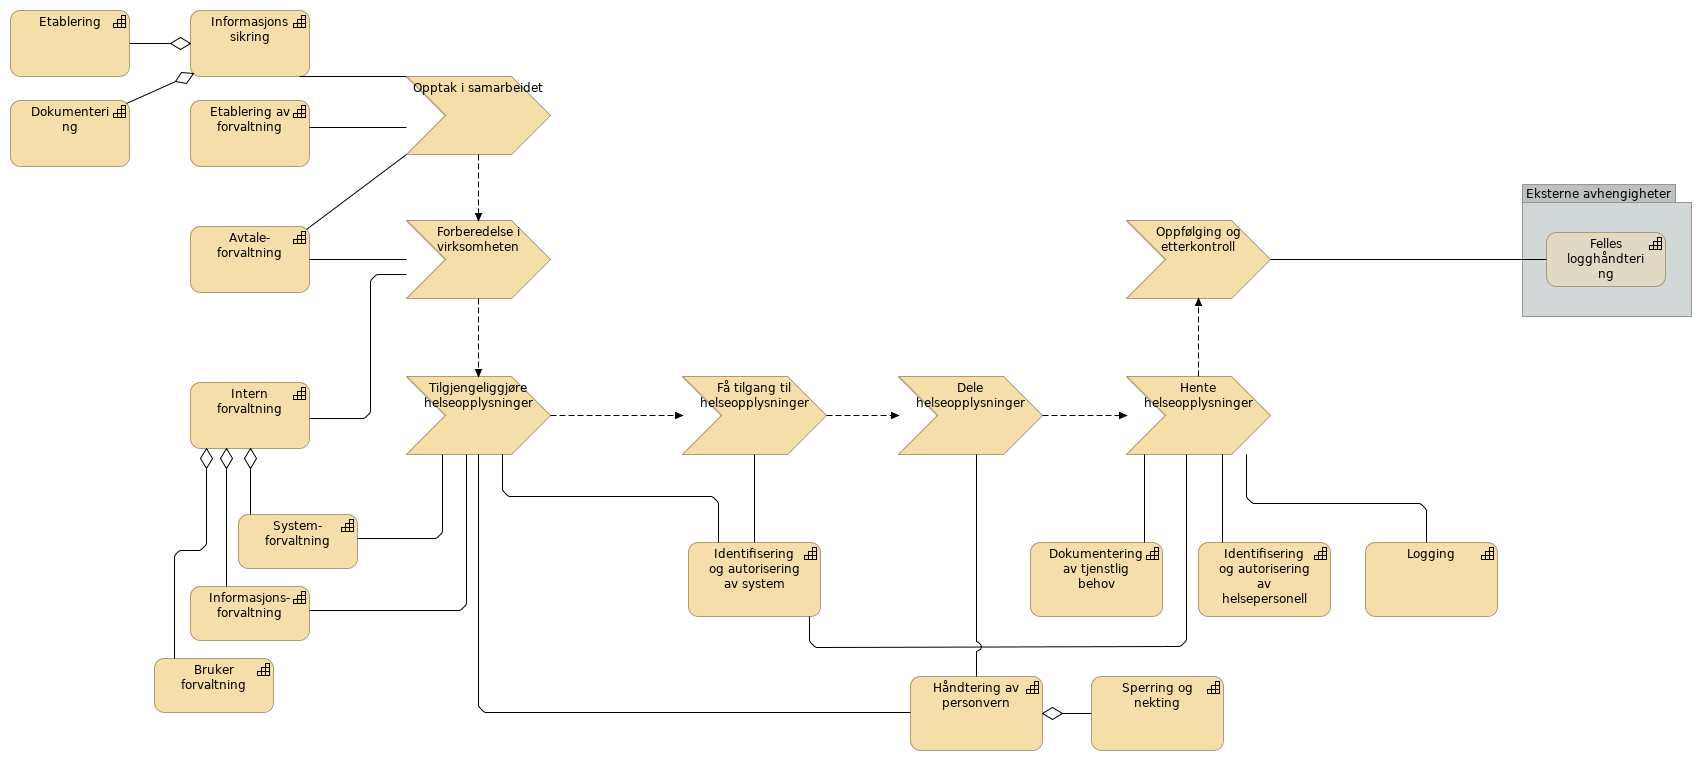 Etablering
Informasjons
sikring
Opptak i samarbeidet
Dokumenteri
ng
Etablering av
forvaltning
Eksterne avhengigheter
Avtale-
forvaltning
Forberedelse i
virksomheten
Oppfølging og
etterkontroll
Felles
logghåndteri
ng
Intern
forvaltning
Tilgjengeliggjøre
helseopplysninger
Få tilgang til
helseopplysninger
Dele
helseopplysninger
Hente
helseopplysninger
System-
forvaltning
Identifisering
og autorisering
av system
Dokumentering
av tjenstlig
behov
Identifisering
og autorisering
av
helsepersonell
Logging
Informasjons-
forvaltning
Bruker
forvaltning
Håndtering av
personvern
Sperring og
nekting